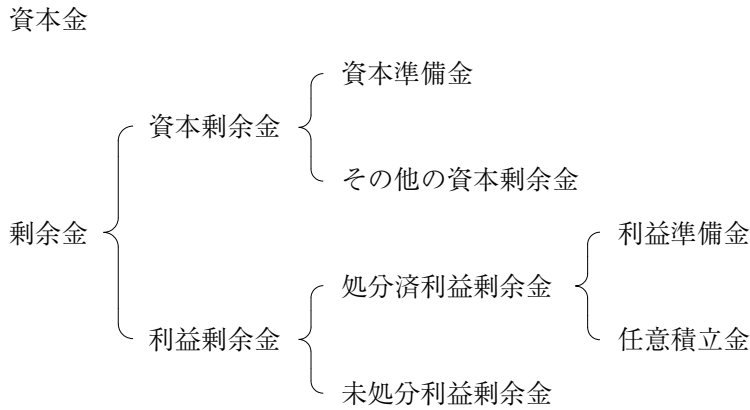 資本金
資本準備金
資本剰余金
その他の資本剰余金
剰余金
利益準備金
処分済利益剰余金
利益剰余金
任意積立金
未処分利益剰余金